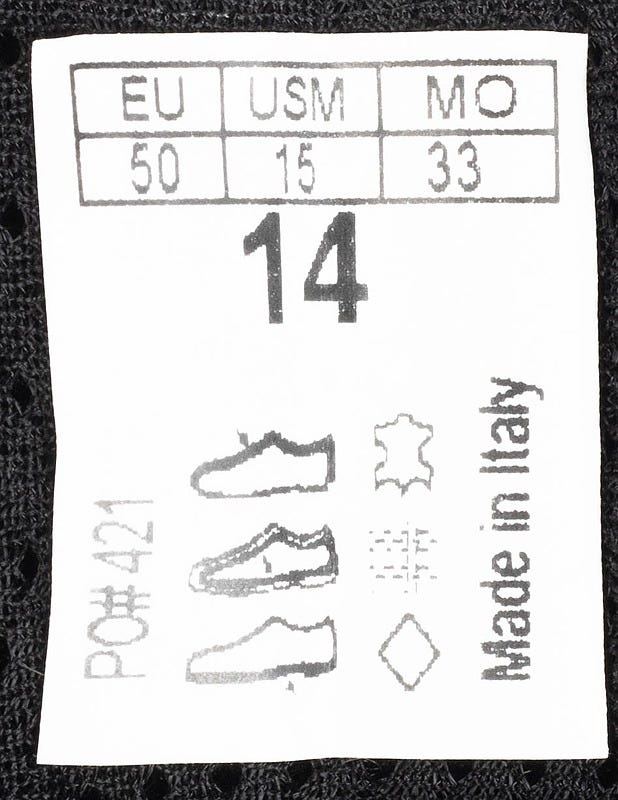 EU USM MO
50 15 33
14
PO# 421
Made in Italy